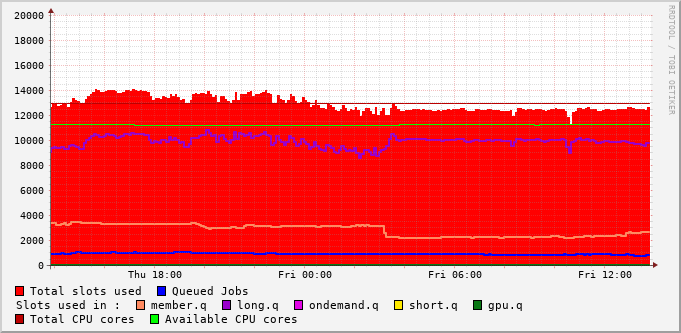 20000
18000
16000
14000
12000
10000
8000
6000
4000
2000
0
Thu 18:00 Fri 00:00 Fri 06:00 Fri 12:00
Total slots used Queued Jobs
Slots used in : member.q long.q ondemand.q short.q gpu.q
Total CPU cores Available CPU cores
RRDTOOL / TOBI OETIKER